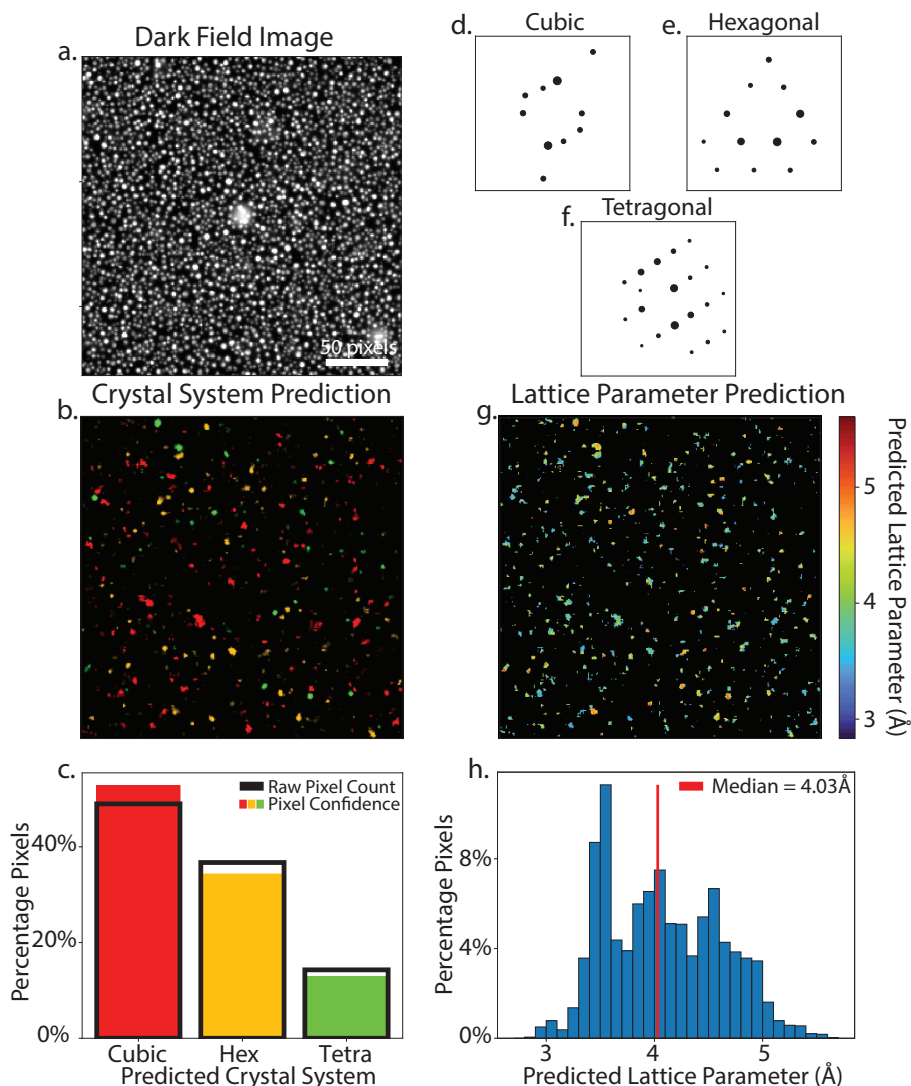 a.
Dark Field Image
50 pixels
d.
Cubic
e.
Hexagonal
f.
Tetragonal
b.
Crystal System Prediction
g.
Lattice Parameter Prediction
5
4
3
Predicted Lattice Parameter (Å)
c.
Raw Pixel Count
Pixel Confidence
40%
20%
0%
Percentage Pixels
Cubic
Hex
Tetra
Predicted Crystal System
h.
Median = 4.03Å
8%
4%
0%
Percentage Pixels
3
4
5
Predicted Lattice Parameter (Å)